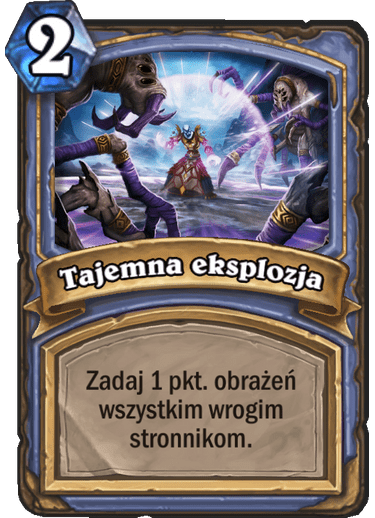 2
Tajemna eksplozja
Zadaj 1 pkt. obrażeń
wszystkim wrogim
stronnikom.